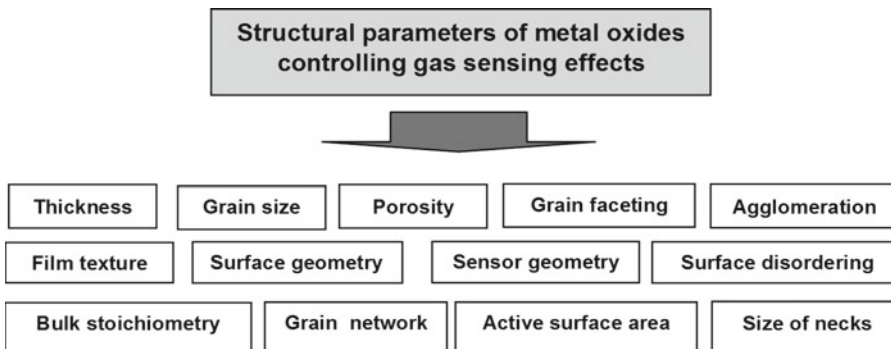 Structural parameters of metal oxides
controlling gas sensing effects
Thickness Grain size Porosity Grain faceting Agglomeration
Film texture Surface geometry Sensor geometry Surface disordering
Bulk stoichiometry Grain network Active surface area Size of necks